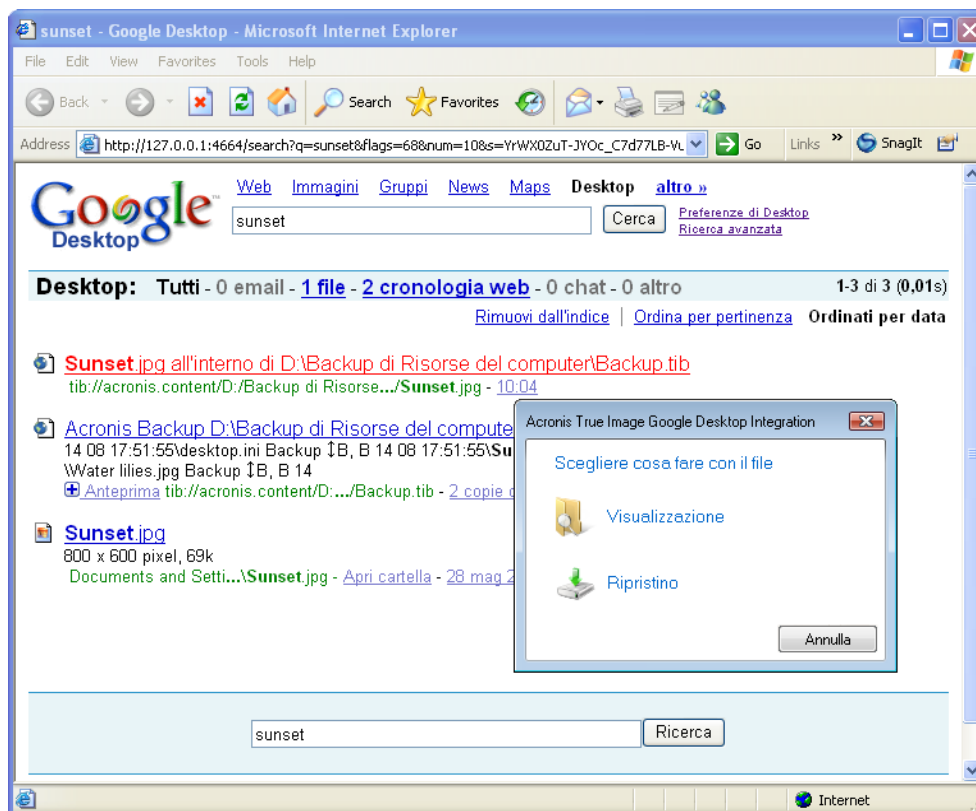 sunset - Google Desktop - Microsoft Internet Explorer
File Edit View Favorites Tools Help
Back Search Favorites
Address http://127.0.0.1:4664/search?q=sunset&flags=68&num=10&s=YrWX0ZuT-JYOc_C7d77LB-Vu Go Links » SnagIt
Google Desktop
Web Immagini Gruppi News Maps Desktop altro »
sunset Cerca Preferenze di Desktop
Ricerca avanzata
Desktop: Tutti - 0 email - 1 file - 2 cronologia web - 0 chat - 0 altro 1-3 di 3 (0,01s)
Rimuovi dall'indice | Ordina per pertinenza Ordinati per data
Sunset.jpg all'interno di D:\Backup di Risorse del computer\Backup.tib
tib://acronis.content/D:/Backup di Risorse.../Sunset.jpg - 10:04
Acronis Backup D:\Backup di Risorse del compute
14 08 17:51:55\desktop.ini Backup ↕B, B 14 08 17:51:55\Su
\Water lilies.jpg Backup ↕B, B 14
Anteprima tib://acronis.content/D:.../Backup.tib - 2 copie
Sunset.jpg
800 x 600 pixel, 69k
Documents and Setti...\Sunset.jpg - Apri cartella - 28 mag 2
Acronis True Image Google Desktop Integration
Scegliere cosa fare con il file
Visualizzazione
Ripristino
Annulla
sunset Ricerca
Internet